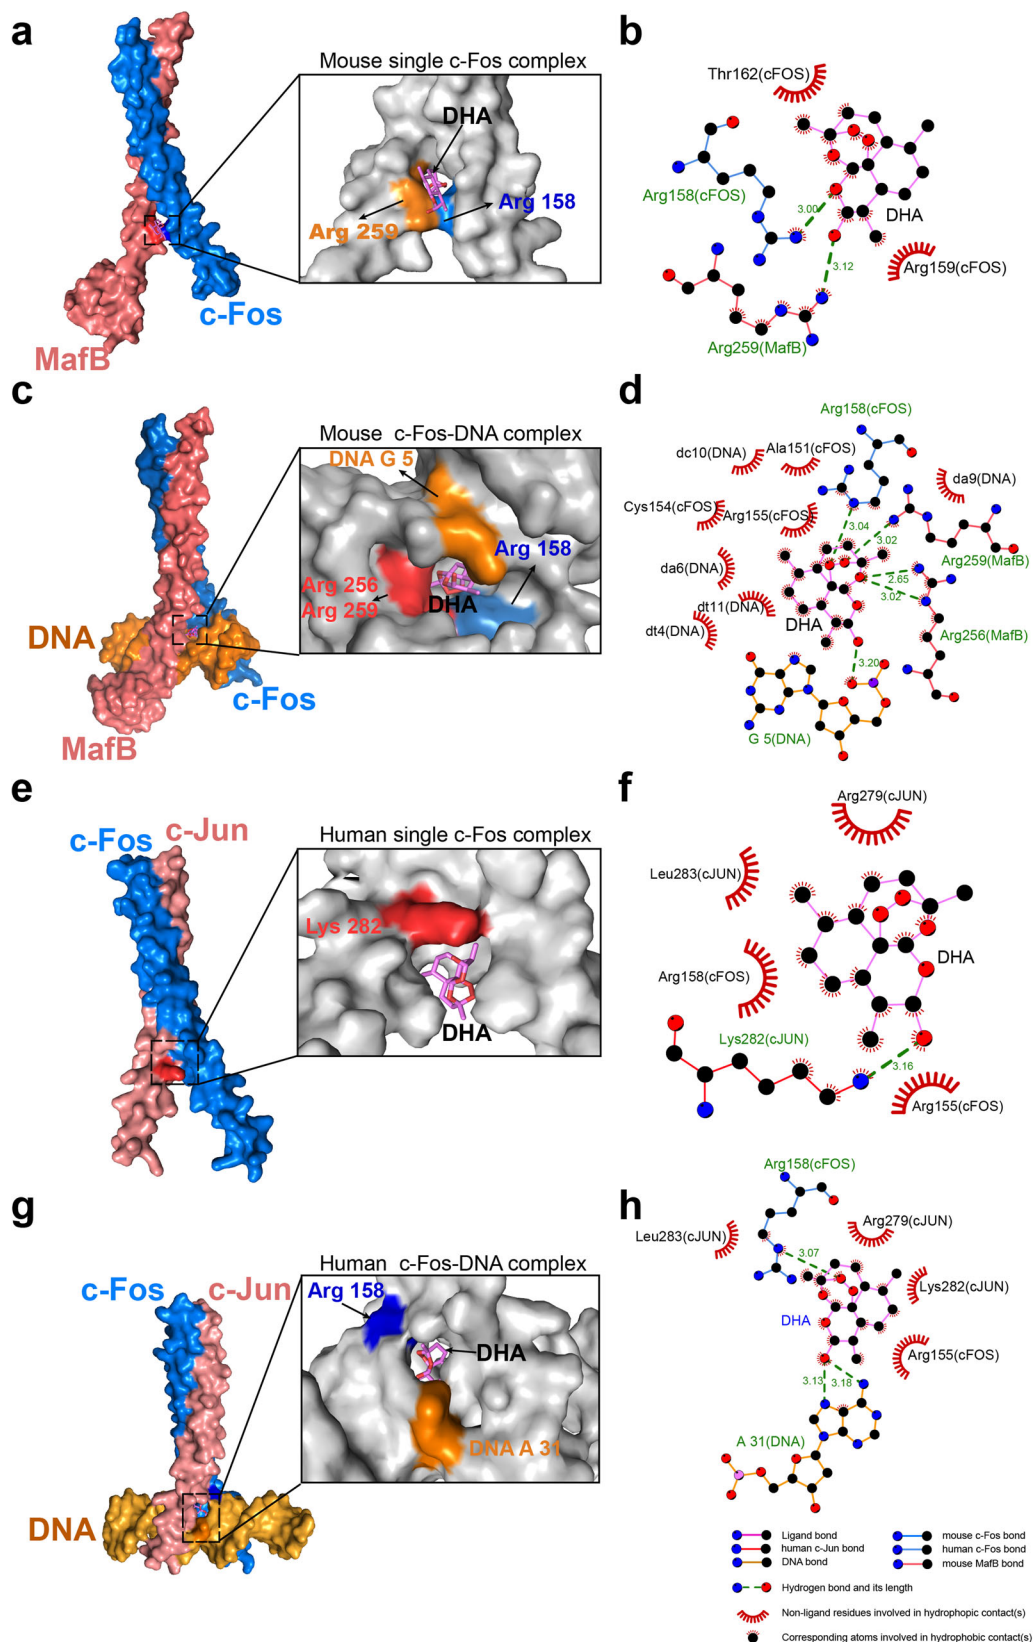 a
Mouse single c-Fos complex
DHA
Arg 259
Arg 158
c-Fos
MafB
b
Thr162(cFOS)
Arg158(cFOS)
3.00
DHA
3.12
Arg159(cFOS)
Arg259(MafB)
c
Mouse c-Fos-DNA complex
DNA G 5
Arg 158
Arg 256
Arg 259
DHA
DNA
c-Fos
MafB
d
Arg158(cFOS)
dc10(DNA)
Ala151(cFOS)
da9(DNA)
Cys154(cFOS)
Arg155(cFOS)
3.04
3.02
Arg259(MafB)
da6(DNA)
2.65
3.02
dt11(DNA)
dt4(DNA)
DHA
Arg256(MafB)
3.20
G 5(DNA)
e
c-Fos
c-Jun
Human single c-Fos complex
Lys 282
DHA
f
Arg279(cJUN)
Leu283(cJUN)
Arg158(cFOS)
DHA
Lys282(cJUN)
3.16
Arg155(cFOS)
g
Human c-Fos-DNA complex
c-Fos
c-Jun
Arg 158
DHA
DNA A 31
DNA
h
Arg158(cFOS)
Leu283(cJUN)
Arg279(cJUN)
3.07
Lys282(cJUN)
DHA
Arg155(cFOS)
3.13
3.18
A 31(DNA)
Ligand bond
mouse c-Fos bond
human c-Jun bond
human c-Fos bond
DNA bond
mouse MafB bond
Hydrogen bond and its length
Non-ligand residues involved in hydrophopic contact(s)
Corresponding atoms involved in hydrophobic contact(s)